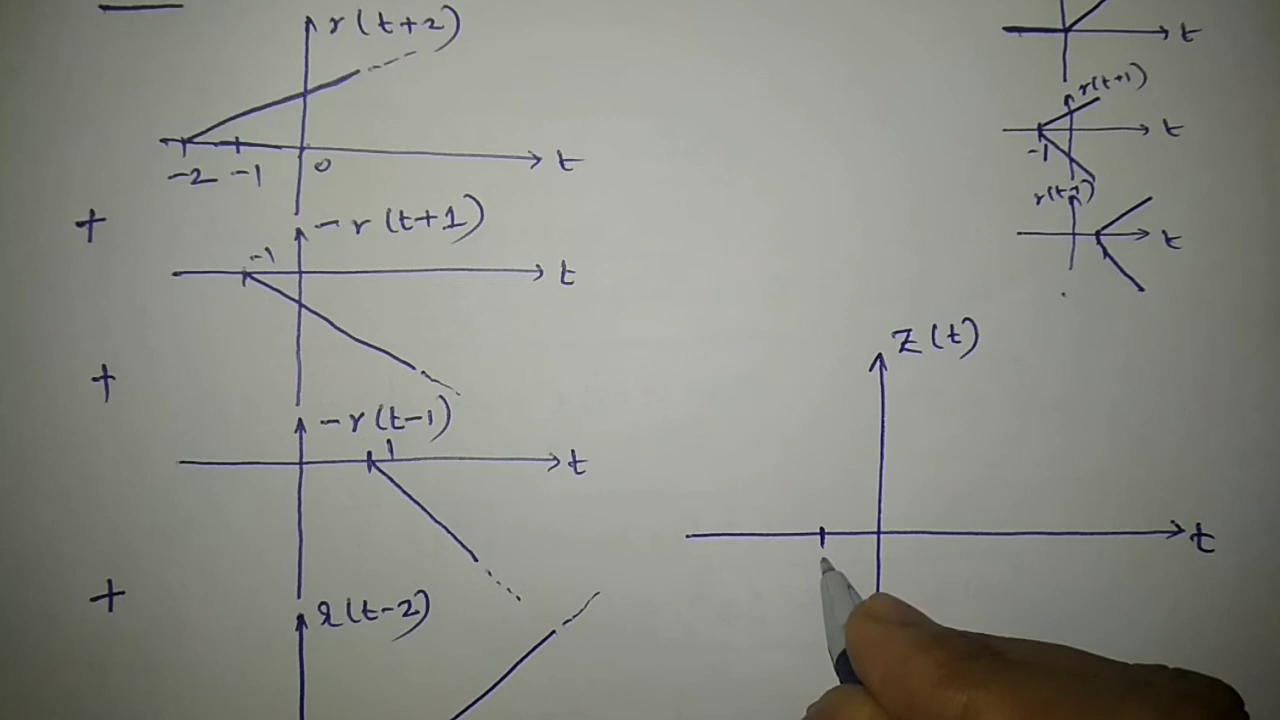 r(t+2)
t
-2 -1 0
+
-r(t+1)
-1
t
+
-r(t-1)
1
t
+
r(t-2)
t
r(t+1)
t
-1
r(t-1)
t
z(t)
t